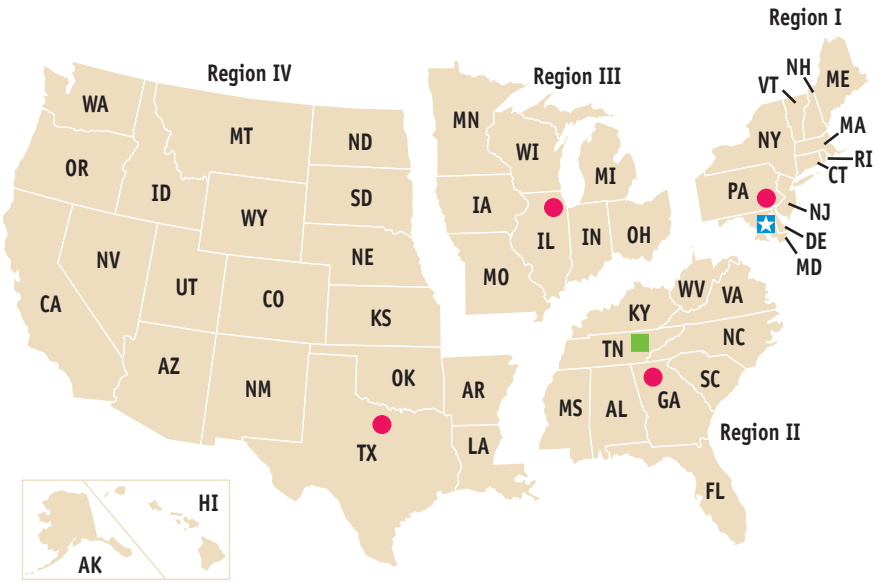 Region I
Region IV
Region III
NH
VT
ME
WA
MT
ND
MN
WI
NY
MA
RI
CT
OR
ID
SD
MI
PA
WY
IA
NJ
NV
NE
IL
IN
OH
DE
MD
UT
CO
MO
WV
VA
CA
KS
KY
NC
TN
AZ
NM
OK
AR
SC
MS
AL
GA
TX
LA
Region II
FL
HI
AK